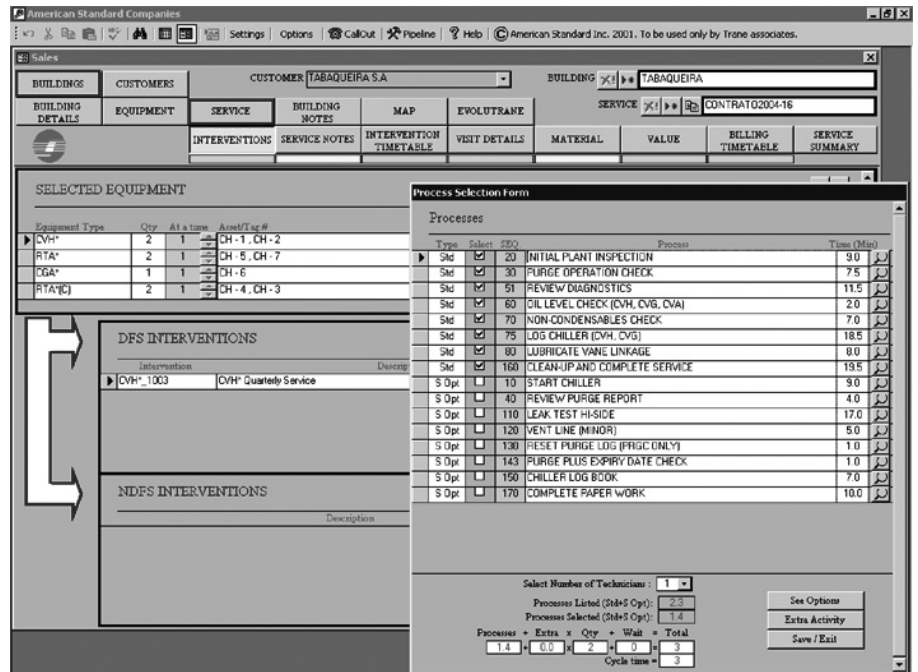 American Standard Companies
Settings Options CallOut Pipeline Help © American Standard Inc. 2001. To be used only by Trane associates.
Sales
BUILDINGS CUSTOMERS CUSTOMER TABAQUEIRA S.A BUILDING TABAQUEIRA
BUILDING DETAILS EQUIPMENT SERVICE BUILDING NOTES MAP EVOLUTRANE SERVICE CONTRATO2004-16
INTERVENTIONS SERVICE NOTES INTERVENTION TIMETABLE VISIT DETAILS MATERIAL VALUE BILLING TIMETABLE SERVICE SUMMARY
SELECTED EQUIPMENT
Equipment Type Qty At a time Asset/Tag #
CVH* 2 1 CH - 1 , CH - 2
RTA* 2 1 CH - 5 , CH - 7
CGA* 1 1 CH - 6
RTA*(C) 2 1 CH - 4 , CH - 3
DFS INTERVENTIONS
Intervention Descrip
CVH*_1003 CVH* Quarterly Service
NDFS INTERVENTIONS
Description
Process Selection Form
Processes
Type Select SEQ Process Time (Min)
Std 20 INITIAL PLANT INSPECTION 9.0
Std 30 PURGE OPERATION CHECK 7.5
Std 51 REVIEW DIAGNOSTICS 11.5
Std 60 OIL LEVEL CHECK (CVH, CVG, CVA) 2.0
Std 70 NON-CONDENSABLES CHECK 7.0
Std 75 LOG CHILLER (CVH, CVG) 18.5
Std 80 LUBRICATE VANE LINKAGE 8.0
Std 160 CLEAN-UP AND COMPLETE SERVICE 19.5
S Opt 10 START CHILLER 9.0
S Opt 40 REVIEW PURGE REPORT 4.0
S Opt 110 LEAK TEST HI-SIDE 17.0
S Opt 120 VENT LINE (MINOR) 5.0
S Opt 130 RESET PURGE LOG (PRGC ONLY) 1.0
S Opt 143 PURGE PLUS EXPIRY DATE CHECK 1.0
S Opt 150 CHILLER LOG BOOK 7.0
S Opt 170 COMPLETE PAPER WORK 10.0
Select Number of Technicians : 1
Processes Listed (Std+S Opt): 2.3
See Options
Processes Selected (Std+S Opt): 1.4
Extra Activity
Processes + Extra x Qty + Wait = Total
Save / Exit
1.4 + 0.0 x 2 + 0 = 3
Cycle time = 3